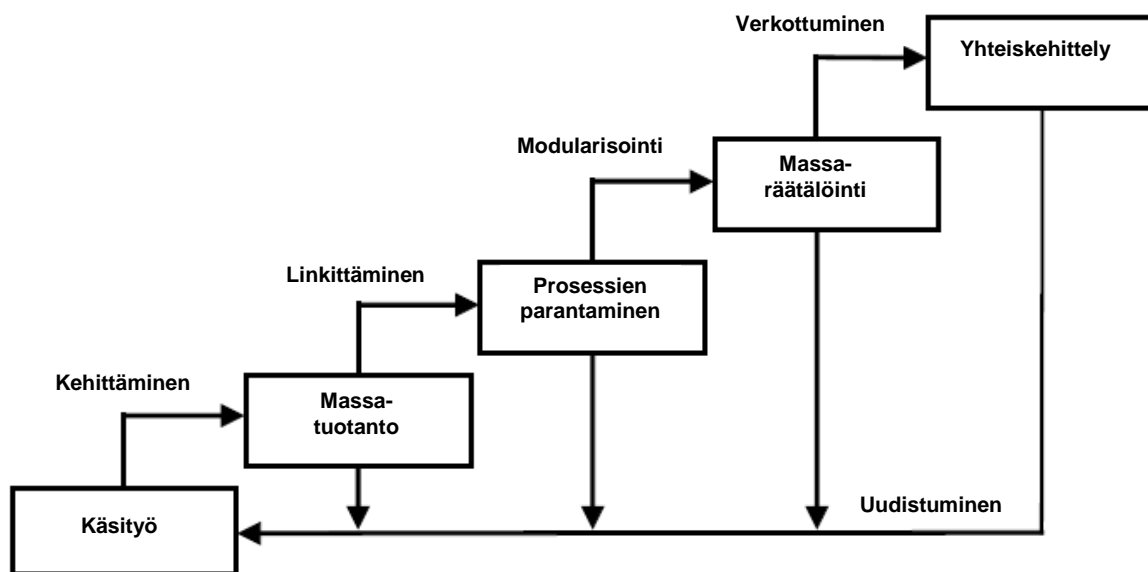 Verkottuminen
Yhteiskehittely
Modularisointi
Massa-
räätälöinti
Linkittäminen
Prosessien
parantaminen
Kehittäminen
Massa-
tuotanto
Uudistuminen
Käsityö